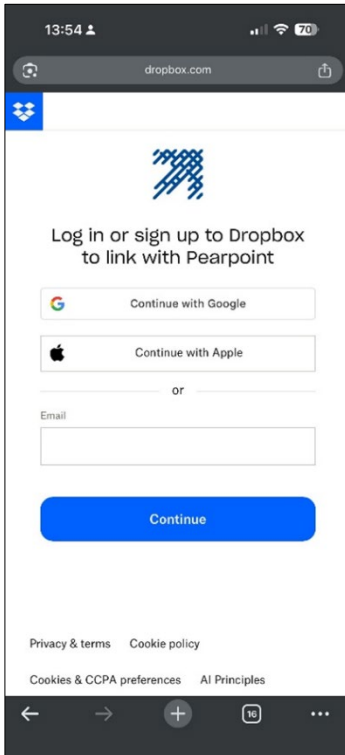 13:54
70
dropbox.com
Log in or sign up to Dropbox
to link with Pearpoint
Continue with Google
Continue with Apple
or
Email
Continue
Privacy & terms Cookie policy
Cookies & CCPA preferences AI Principles
16